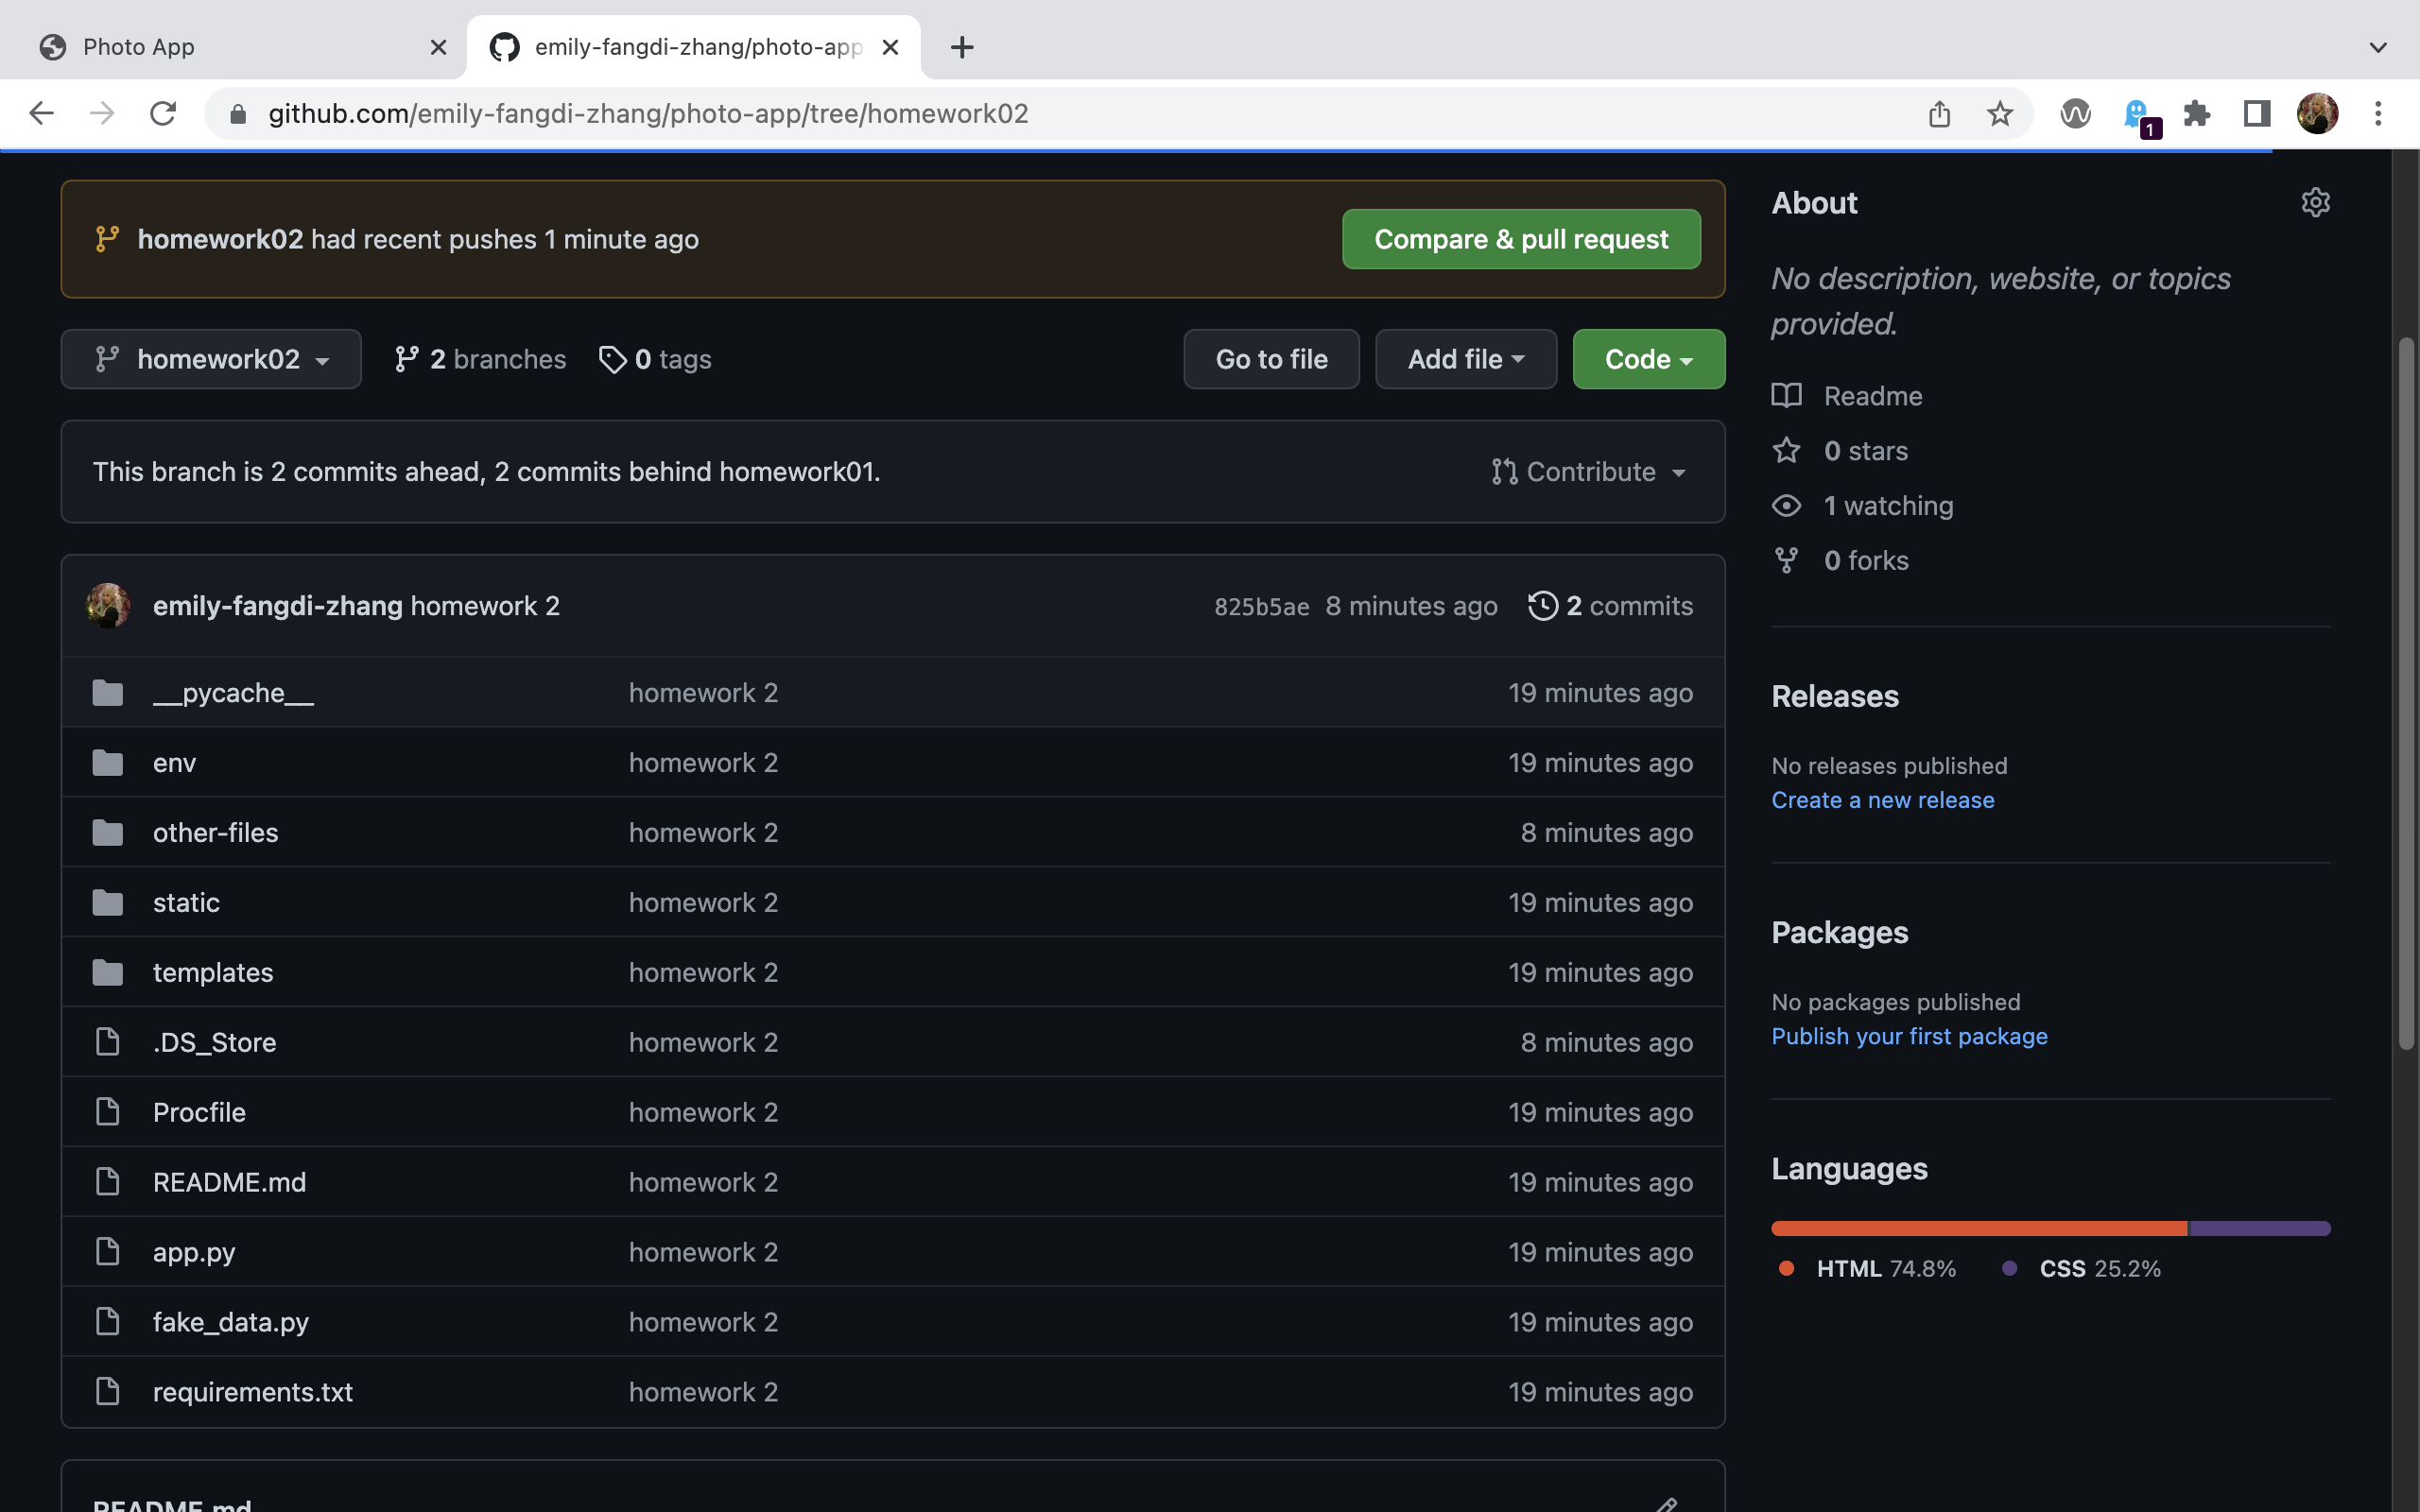 Photo App
emily-fangdi-zhang/photo-app
github.com/emily-fangdi-zhang/photo-app/tree/homework02
1
homework02 had recent pushes 1 minute ago
Compare & pull request
homework02
2 branches
0 tags
Go to file
Add file
Code
This branch is 2 commits ahead, 2 commits behind homework01.
Contribute
emily-fangdi-zhang homework 2
825b5ae 8 minutes ago
2 commits
__pycache__ homework 2 19 minutes ago
env homework 2 19 minutes ago
other-files homework 2 8 minutes ago
static homework 2 19 minutes ago
templates homework 2 19 minutes ago
.DS_Store homework 2 8 minutes ago
Procfile homework 2 19 minutes ago
README.md homework 2 19 minutes ago
app.py homework 2 19 minutes ago
fake_data.py homework 2 19 minutes ago
requirements.txt homework 2 19 minutes ago
README.md
About
No description, website, or topics
provided.
Readme
0 stars
1 watching
0 forks
Releases
No releases published
Create a new release
Packages
No packages published
Publish your first package
Languages
HTML 74.8%
CSS 25.2%